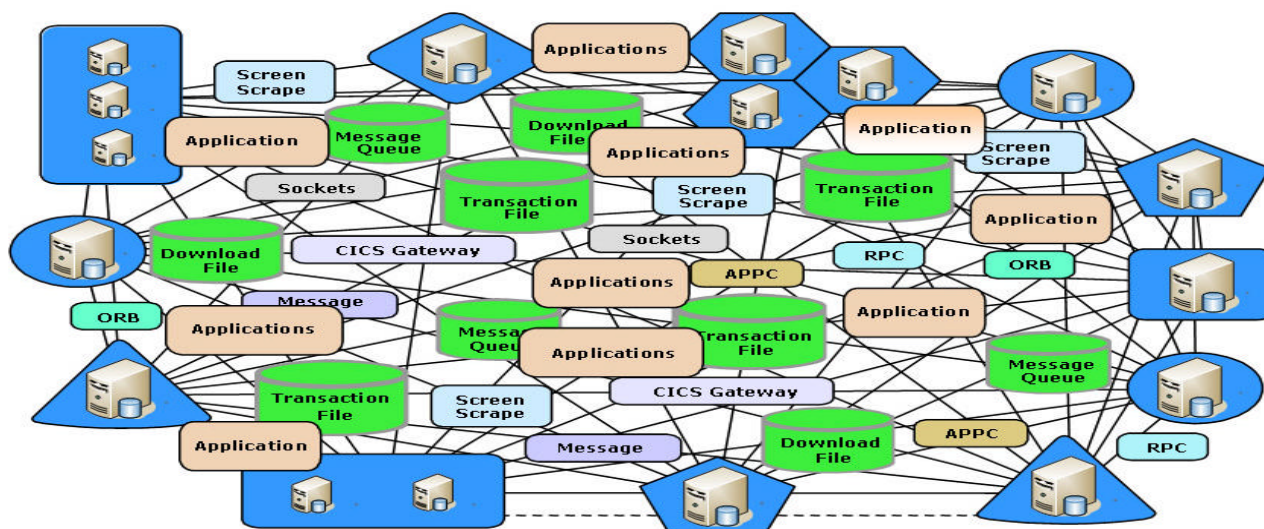 Applications
Screen
Scrape
Application
Message
Queue
Download
File
Applications
Application
Screen
Scrape
Sockets
Transaction
File
Screen
Scrape
Transaction
File
Application
Download
File
CICS Gateway
Sockets
RPC
ORB
Applications
APPC
Message
ORB
Applications
Message
Queue
Applications
Transaction
File
Application
Message
Queue
Transaction
File
Screen
Scrape
CICS Gateway
Application
Message
Download
File
APPC
RPC